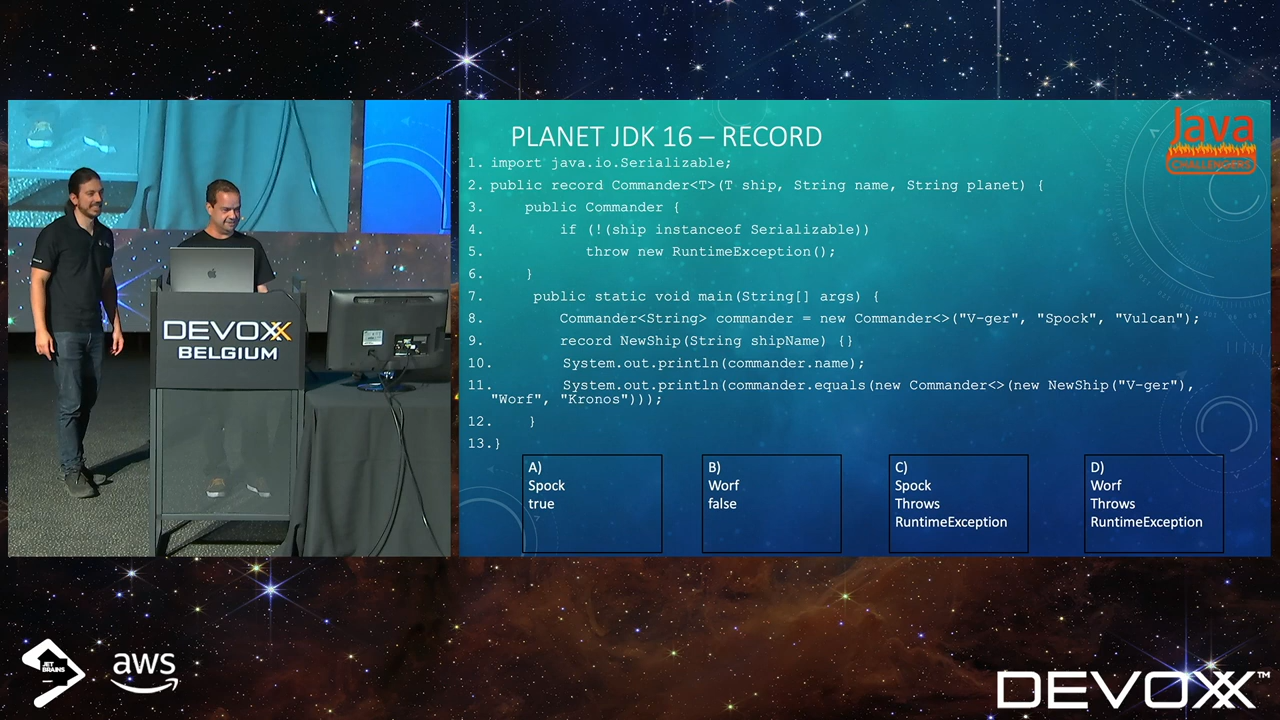 PLANET JDK 16 – RECORD
Java
CHALLENGERS
1. import java.io.Serializable;
2. public record Commander<T>(T ship, String name, String planet) {
3. public Commander {
4. if (!(ship instanceof Serializable))
5. throw new RuntimeException();
6. }
7. public static void main(String[] args) {
8. Commander<String> commander = new Commander<>("V-ger", "Spock", "Vulcan");
9. record NewShip(String shipName) {}
10. System.out.println(commander.name);
11. System.out.println(commander.equals(new Commander<>(new NewShip("V-ger"),
"Worf", "Kronos")));
12. }
13.}
A)
Spock
true
B)
Worf
false
C)
Spock
Throws
RuntimeException
D)
Worf
Throws
RuntimeException
DEVOXX
BELGIUM
JET
BRAINS
aws
DEVOXX™